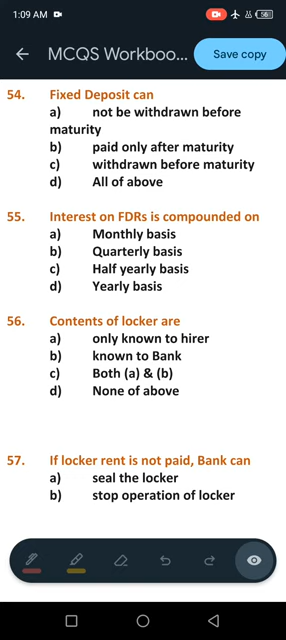 1:09 AM
56
MCQS Workboo...
Save copy
54. Fixed Deposit can
a) not be withdrawn before
maturity
b) paid only after maturity
c) withdrawn before maturity
d) All of above
55. Interest on FDRs is compounded on
a) Monthly basis
b) Quarterly basis
c) Half yearly basis
d) Yearly basis
56. Contents of locker are
a) only known to hirer
b) known to Bank
c) Both (a) & (b)
d) None of above
57. If locker rent is not paid, Bank can
a) seal the locker
b) stop operation of locker